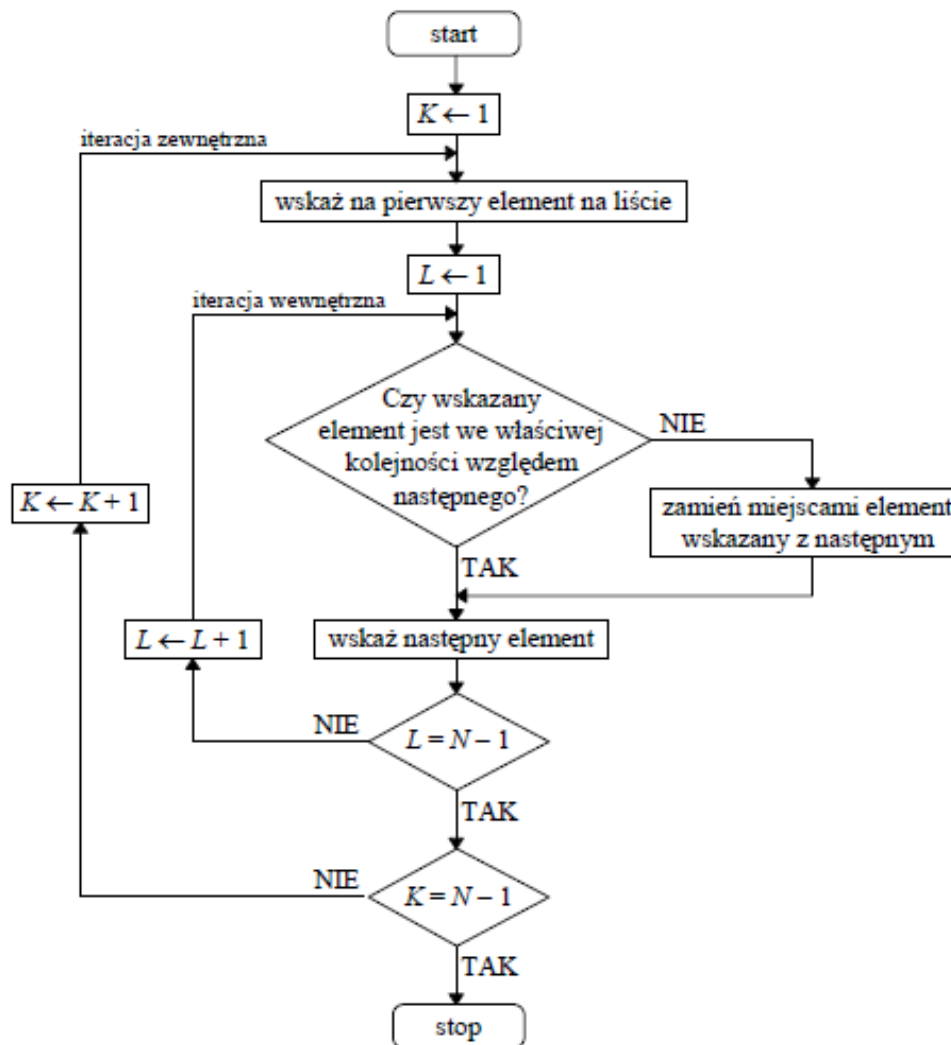 start
K ← 1
iteracja zewnętrzna
wskaż na pierwszy element na liście
L ← 1
iteracja wewnętrzna
Czy wskazany
element jest we właściwej
kolejności względem
następnego?
NIE
zamień miejscami element
wskazany z następnym
K ← K + 1
TAK
wskaż następny element
L ← L + 1
NIE
L = N – 1
TAK
NIE
K = N – 1
TAK
stop